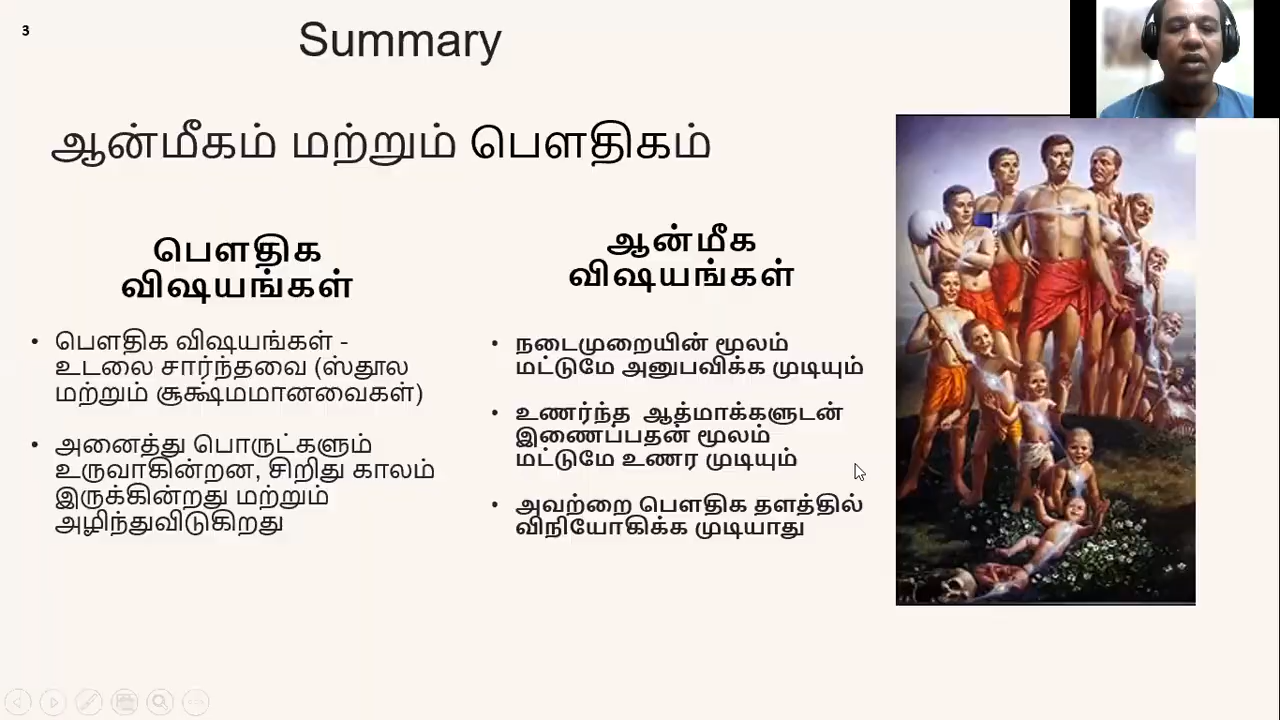 3
Summary
ஆன்மீகம் மற்றும் பௌதிகம்
பௌதிக
விஷயங்கள்
• பௌதிக விஷயங்கள் -
உடலை சார்ந்தவை (ஸ்தூல
மற்றும் சூக்ஷ்மமானவைகள்)
• அனைத்து பொருட்களும்
உருவாகின்றன, சிறிது காலம்
இருக்கின்றது மற்றும்
அழிந்துவிடுகிறது
ஆன்மீக
விஷயங்கள்
• நடைமுறையின் மூலம்
மட்டுமே அனுபவிக்க முடியும்
• உணர்ந்த ஆத்மாக்களுடன்
இணைப்பதன் மூலம்
மட்டுமே உணர முடியும்
• அவற்றை பௌதிக தளத்தில்
விநியோகிக்க முடியாது